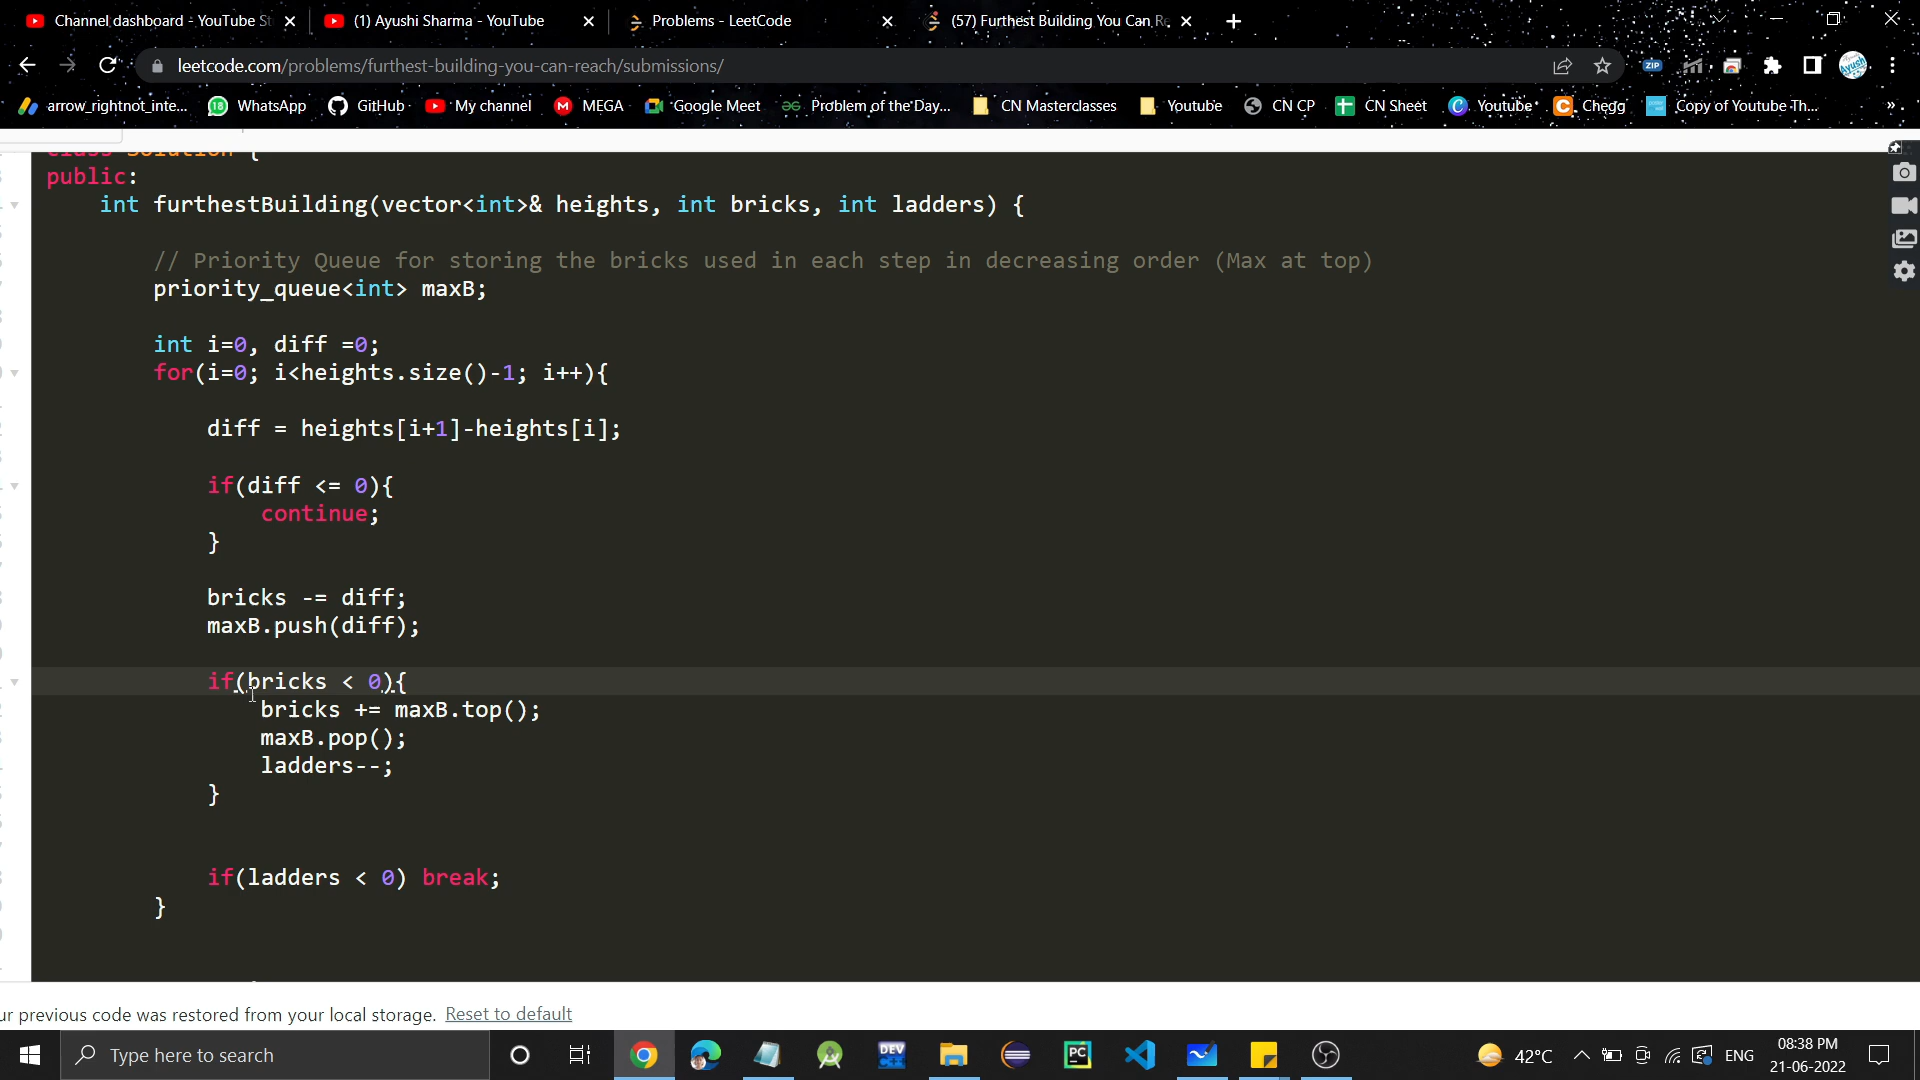 Channel dashboard - YouTube St
(1) Ayushi Sharma - YouTube
Problems - LeetCode
(57) Furthest Building You Can Re
leetcode.com/problems/furthest-building-you-can-reach/submissions/
ZIP
arrow_rightnot_inte...
WhatsApp
GitHub
My channel
MEGA
Google Meet
Problem of the Day...
CN Masterclasses
Youtube
CN CP
CN Sheet
Youtube
Chegg
Copy of Youtube Th...
class Solution {
public:
int furthestBuilding(vector<int>& heights, int bricks, int ladders) {
// Priority Queue for storing the bricks used in each step in decreasing order (Max at top)
priority_queue<int> maxB;
int i=0, diff =0;
for(i=0; i<heights.size()-1; i++){
diff = heights[i+1]-heights[i];
if(diff <= 0){
continue;
}
bricks -= diff;
maxB.push(diff);
if(bricks < 0){
bricks += maxB.top();
maxB.pop();
ladders--;
}
if(ladders < 0) break;
}
ur previous code was restored from your local storage. Reset to default
Type here to search
DEV C++
PC
42°C
ENG
08:38 PM
21-06-2022